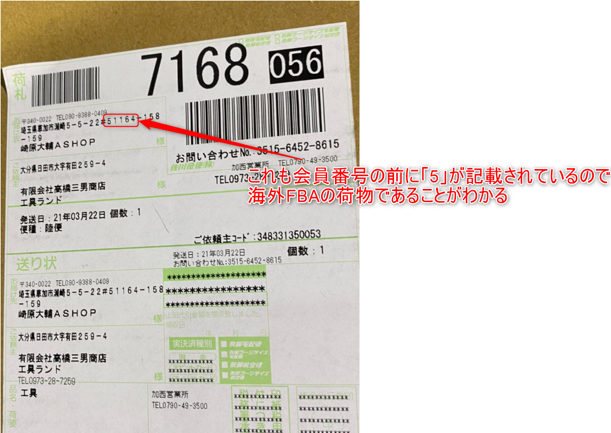 荷札
7168 056
〒340-0022 TEL080-9388-0409
埼玉県草加市瀬崎5-5-22#51164-158
-159
崎原大輔ASHOP
様
お問い合わせNo.:3515-6452-8615
加西営業所 TEL0790-49-3500
大分県日田市大字有田259-4
有限会社高橋三男商店
工具ランド
様
これも会員番号の前に「5」が記載されているので
海外FBAの荷物であることがわかる
発送日:21年03月22日 個数:1
便種:陸便
ご依頼主コード:348331350053
送り状
発送日:21年03月22日 個数:1
お問い合わせNo.:3515-6452-8615
〒340-0022 TEL080-9388-0409
埼玉県草加市瀬崎5-5-22#51164-158
-159
崎原大輔ASHOP
様
大分県日田市大字有田259-4
有限会社高橋三男商店
工具ランド
様
TEL0973-28-7259
工具
加西営業所
TEL0790-49-3500